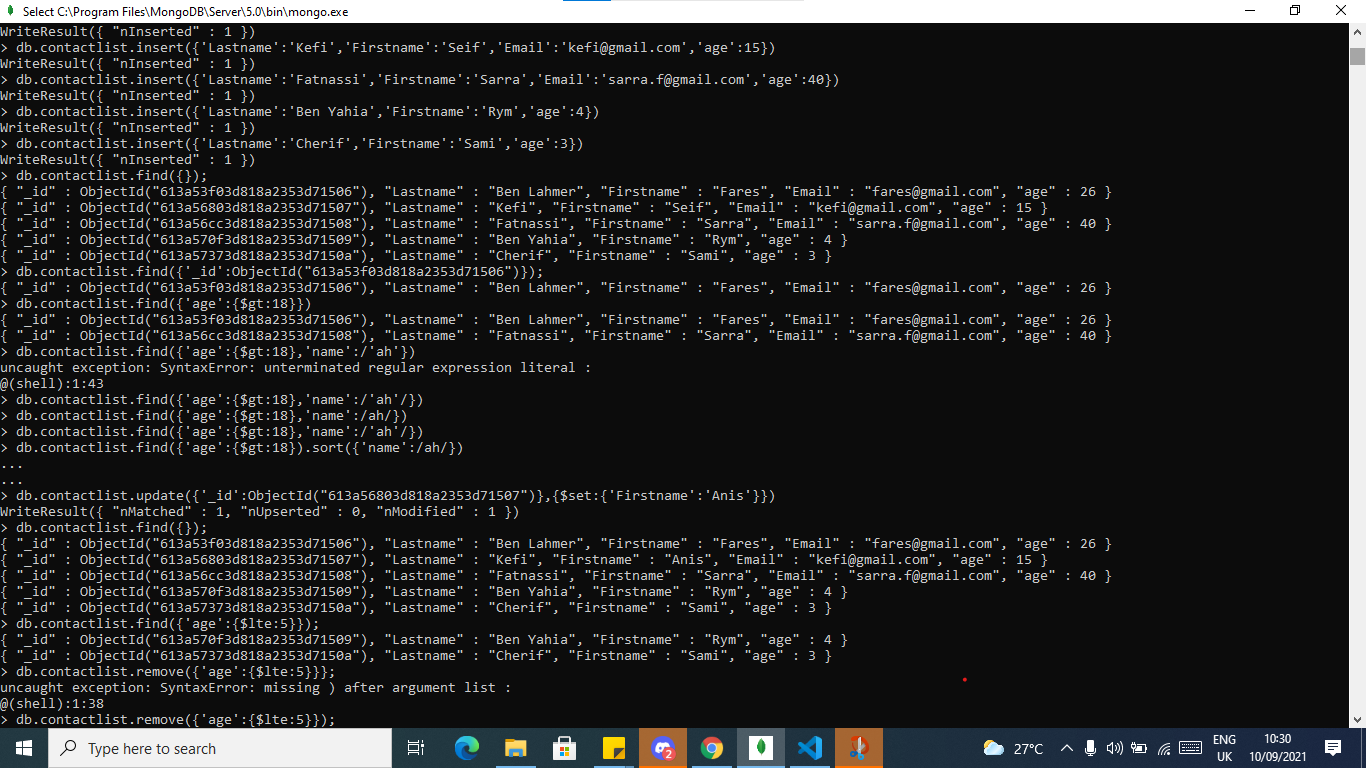 Select C:\Program Files\MongoDB\Server\5.0\bin\mongo.exe
WriteResult({ "nInserted" : 1 })
> db.contactlist.insert({'Lastname':'Kefi','Firstname':'Seif','Email':'kefi@gmail.com','age':15})
WriteResult({ "nInserted" : 1 })
> db.contactlist.insert({'Lastname':'Fatnassi','Firstname':'Sarra','Email':'sarra.f@gmail.com','age':40})
WriteResult({ "nInserted" : 1 })
> db.contactlist.insert({'Lastname':'Ben Yahia','Firstname':'Rym','age':4})
WriteResult({ "nInserted" : 1 })
> db.contactlist.insert({'Lastname':'Cherif','Firstname':'Sami','age':3})
WriteResult({ "nInserted" : 1 })
> db.contactlist.find({});
{ "_id" : ObjectId("613a53f03d818a2353d71506"), "Lastname" : "Ben Lahmer", "Firstname" : "Fares", "Email" : "fares@gmail.com", "age" : 26 }
{ "_id" : ObjectId("613a56803d818a2353d71507"), "Lastname" : "Kefi", "Firstname" : "Seif", "Email" : "kefi@gmail.com", "age" : 15 }
{ "_id" : ObjectId("613a56cc3d818a2353d71508"), "Lastname" : "Fatnassi", "Firstname" : "Sarra", "Email" : "sarra.f@gmail.com", "age" : 40 }
{ "_id" : ObjectId("613a570f3d818a2353d71509"), "Lastname" : "Ben Yahia", "Firstname" : "Rym", "age" : 4 }
{ "_id" : ObjectId("613a57373d818a2353d7150a"), "Lastname" : "Cherif", "Firstname" : "Sami", "age" : 3 }
> db.contactlist.find({'_id':ObjectId("613a53f03d818a2353d71506")});
{ "_id" : ObjectId("613a53f03d818a2353d71506"), "Lastname" : "Ben Lahmer", "Firstname" : "Fares", "Email" : "fares@gmail.com", "age" : 26 }
> db.contactlist.find({'age':{$gt:18}})
{ "_id" : ObjectId("613a53f03d818a2353d71506"), "Lastname" : "Ben Lahmer", "Firstname" : "Fares", "Email" : "fares@gmail.com", "age" : 26 }
{ "_id" : ObjectId("613a56cc3d818a2353d71508"), "Lastname" : "Fatnassi", "Firstname" : "Sarra", "Email" : "sarra.f@gmail.com", "age" : 40 }
> db.contactlist.find({'age':{$gt:18},'name':/'ah'})
uncaught exception: SyntaxError: unterminated regular expression literal :
@(shell):1:43
> db.contactlist.find({'age':{$gt:18},'name':/'ah'/})
> db.contactlist.find({'age':{$gt:18},'name':/ah/})
> db.contactlist.find({'age':{$gt:18},'name':/'ah'/})
> db.contactlist.find({'age':{$gt:18}).sort({'name':/ah/})
...
...
> db.contactlist.update({'_id':ObjectId("613a56803d818a2353d71507")},{$set:{'Firstname':'Anis'}})
WriteResult({ "nMatched" : 1, "nUpserted" : 0, "nModified" : 1 })
> db.contactlist.find({});
{ "_id" : ObjectId("613a53f03d818a2353d71506"), "Lastname" : "Ben Lahmer", "Firstname" : "Fares", "Email" : "fares@gmail.com", "age" : 26 }
{ "_id" : ObjectId("613a56803d818a2353d71507"), "Lastname" : "Kefi", "Firstname" : "Anis", "Email" : "kefi@gmail.com", "age" : 15 }
{ "_id" : ObjectId("613a56cc3d818a2353d71508"), "Lastname" : "Fatnassi", "Firstname" : "Sarra", "Email" : "sarra.f@gmail.com", "age" : 40 }
{ "_id" : ObjectId("613a570f3d818a2353d71509"), "Lastname" : "Ben Yahia", "Firstname" : "Rym", "age" : 4 }
{ "_id" : ObjectId("613a57373d818a2353d7150a"), "Lastname" : "Cherif", "Firstname" : "Sami", "age" : 3 }
> db.contactlist.find({'age':{$lte:5}});
{ "_id" : ObjectId("613a570f3d818a2353d71509"), "Lastname" : "Ben Yahia", "Firstname" : "Rym", "age" : 4 }
{ "_id" : ObjectId("613a57373d818a2353d7150a"), "Lastname" : "Cherif", "Firstname" : "Sami", "age" : 3 }
> db.contactlist.remove({'age':{$lte:5}}};
uncaught exception: SyntaxError: missing ) after argument list :
@(shell):1:38
> db.contactlist.remove({'age':{$lte:5}});
Type here to search
2
27°C
ENG
UK
10:30
10/09/2021